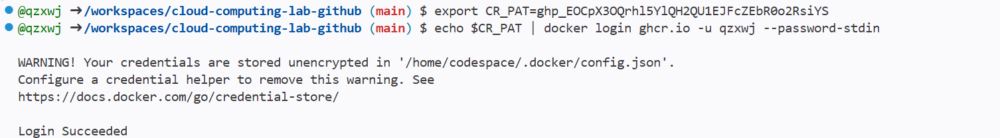 @qzxwj ➜ /workspaces/cloud-computing-lab-github (main) $ export CR_PAT=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
@qzxwj ➜ /workspaces/cloud-computing-lab-github (main) $ echo $CR_PAT | docker login ghcr.io -u qzxwj --password-stdin
WARNING! Your credentials are stored unencrypted in '/home/codespace/.docker/config.json'.
Configure a credential helper to remove this warning. See
https://docs.docker.com/go/credential-store/
Login Succeeded